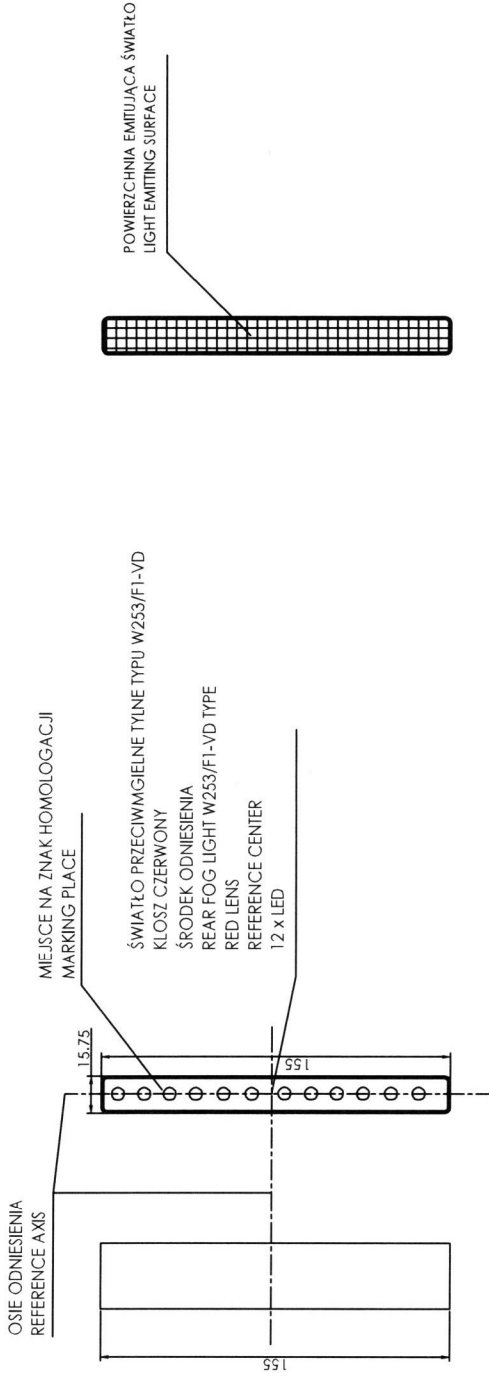 OSIE ODNIESIENIA
REFERENCE AXIS
MIEJSCE NA ZNAK HOMOLOGACJI
MARKING PLACE
15.75
155
155
ŚWIATŁO PRZECIWMGIELNE TYLNE TYPU W253/F1-VD
KLOSZ CZERWONY
ŚRODEK ODNIESIENIA
REAR FOG LIGHT W253/F1-VD TYPE
RED LENS
REFERENCE CENTER
12 x LED
POWIERZCHNIA EMITUJĄCA ŚWIATŁO
LIGHT EMITTING SURFACE